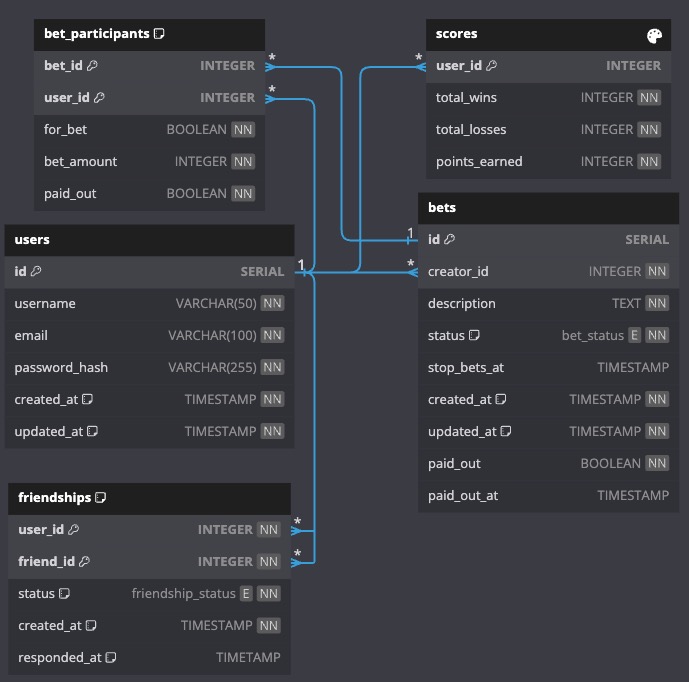 bet_participants
bet_id INTEGER *
user_id INTEGER *
for_bet BOOLEAN NN
bet_amount INTEGER NN
paid_out BOOLEAN NN
scores
* user_id INTEGER
total_wins INTEGER NN
total_losses INTEGER NN
points_earned INTEGER NN
users
id SERIAL 1
username VARCHAR(50) NN
email VARCHAR(100) NN
password_hash VARCHAR(255) NN
created_at TIMESTAMP NN
updated_at TIMESTAMP NN
bets
1 id SERIAL
* creator_id INTEGER NN
description TEXT NN
status bet_status E NN
stop_bets_at TIMESTAMP
created_at TIMESTAMP NN
updated_at TIMESTAMP NN
paid_out BOOLEAN NN
paid_out_at TIMESTAMP
friendships
user_id INTEGER NN *
friend_id INTEGER NN *
status friendship_status E NN
created_at TIMESTAMP NN
responded_at TIMETAMP